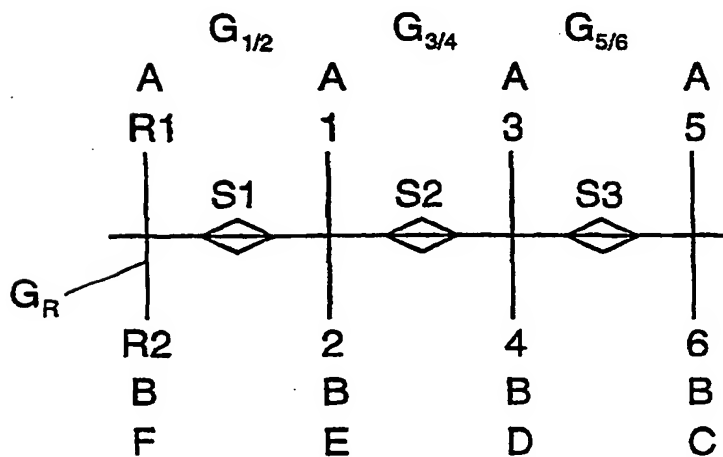 G1/2 G3/4 G5/6
A A A A
R1 1 3 5
S1 S2 S3
GR
R2 2 4 6
B B B B
F E D C